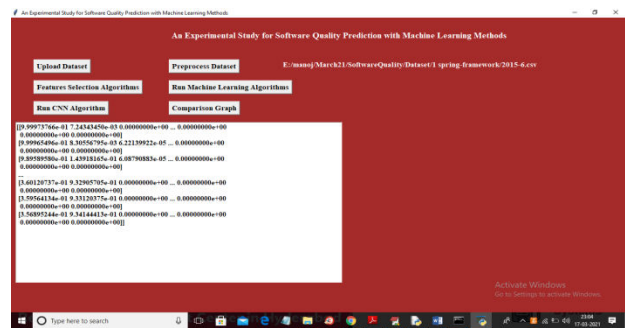 An Experimental Study for Software Quality Prediction with Machine Learning Methods
An Experimental Study for Software Quality Prediction with Machine Learning Methods
Upload Dataset
Preprocess Dataset
E:/manoj/March21/SoftwareQuality/Dataset/1 spring-framework/2015-6.csv
Features Selection Algorithms
Run Machine Learning Algorithms
Run CNN Algorithm
Comparison Graph
[[9.99973766e-01 7.24343450e-03 0.00000000e+00 ... 0.00000000e+00
0.00000000e+00 0.00000000e+00]
[9.99965496e-01 8.30556795e-03 6.22139922e-05 ... 0.00000000e+00
0.00000000e+00 0.00000000e+00]
[9.89589580e-01 1.43918165e-01 6.08790883e-05 ... 0.00000000e+00
0.00000000e+00 0.00000000e+00]
...
[3.60120737e-01 9.32905705e-01 0.00000000e+00 ... 0.00000000e+00
0.00000000e+00 0.00000000e+00]
[3.59564134e-01 9.33120375e-01 0.00000000e+00 ... 0.00000000e+00
0.00000000e+00 0.00000000e+00]
[3.56895244e-01 9.34144413e-01 0.00000000e+00 ... 0.00000000e+00
0.00000000e+00 0.00000000e+00]]
Activate Windows
Go to Settings to activate Windows.
Type here to search
23:04
17-03-2021